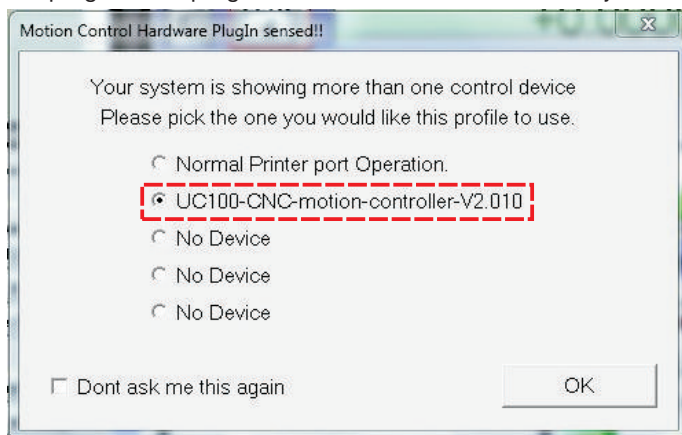 Motion Control Hardware PlugIn sensed!!
Your system is showing more than one control device
Please pick the one you would like this profile to use.
Normal Printer port Operation.
UC100-CNC-motion-controller-V2.010
No Device
No Device
No Device
Dont ask me this again
OK